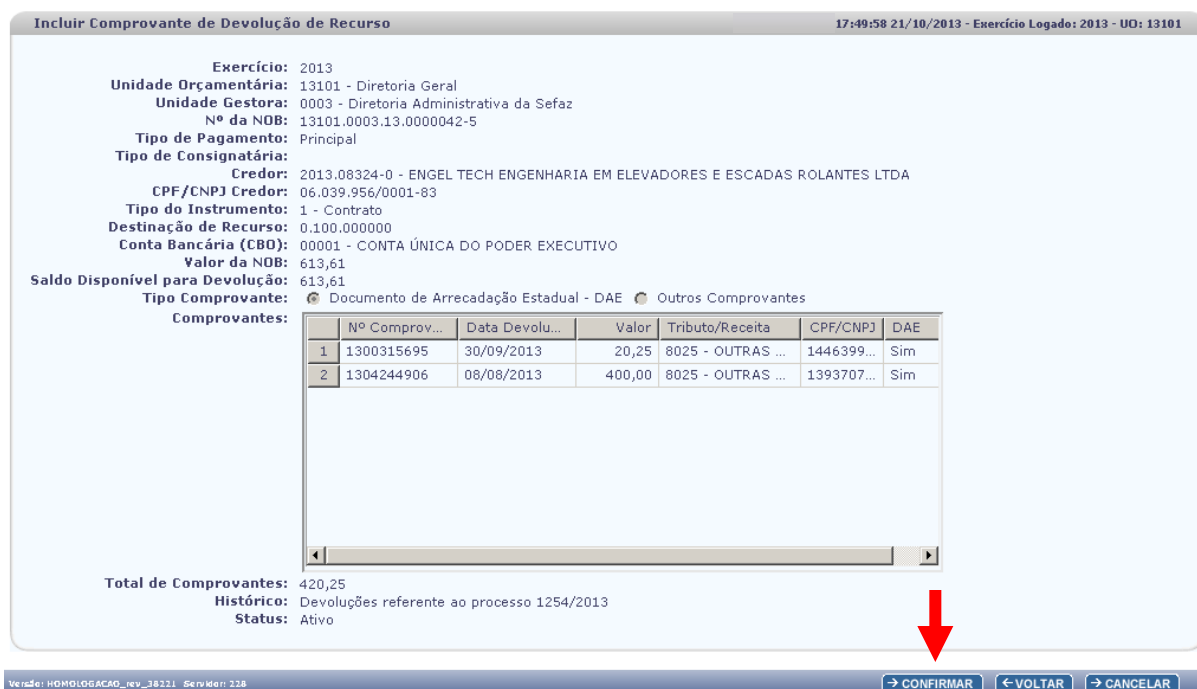 Incluir Comprovante de Devolução de Recurso 17:49:58 21/10/2013 - Exercício Logado: 2013 - UO: 13101
Exercício: 2013
Unidade Orçamentária: 13101 - Diretoria Geral
Unidade Gestora: 0003 - Diretoria Administrativa da Sefaz
Nº da NOB: 13101.0003.13.0000042-5
Tipo de Pagamento: Principal
Tipo de Consignatária:
Credor: 2013.08324-0 - ENGEL TECH ENGENHARIA EM ELEVADORES E ESCADAS ROLANTES LTDA
CPF/CNPJ Credor: 06.039.956/0001-83
Tipo do Instrumento: 1 - Contrato
Destinação de Recurso: 0.100.000000
Conta Bancária (CBO): 00001 - CONTA ÚNICA DO PODER EXECUTIVO
Valor da NOB: 613,61
Saldo Disponível para Devolução: 613,61
Tipo Comprovante: Documento de Arrecadação Estadual - DAE Outros Comprovantes
Comprovantes:
Nº Comprov... Data Devolu... Valor Tributo/Receita CPF/CNPJ DAE
1 1300315695 30/09/2013 20,25 8025 - OUTRAS ... 1446399... Sim
2 1304244906 08/08/2013 400,00 8025 - OUTRAS ... 1393707... Sim
Total de Comprovantes: 420,25
Histórico: Devoluções referente ao processo 1254/2013
Status: Ativo
Versão: HOMOLOGACAO_rev_38221 Servidor: 228 CONFIRMAR VOLTAR CANCELAR